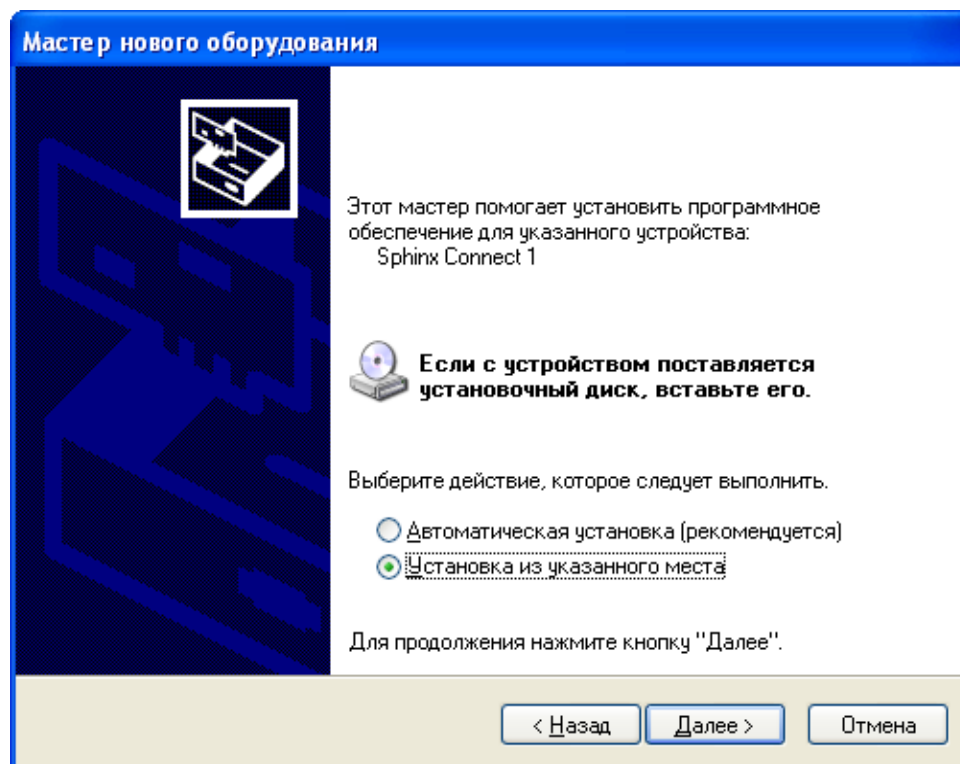 Мастер нового оборудования
Этот мастер помогает установить программное
обеспечение для указанного устройства:
Sphinx Connect 1
Если с устройством поставляется
установочный диск, вставьте его.
Выберите действие, которое следует выполнить.
Автоматическая установка (рекомендуется)
Установка из указанного места
Для продолжения нажмите кнопку "Далее".
< Назад
Далее >
Отмена